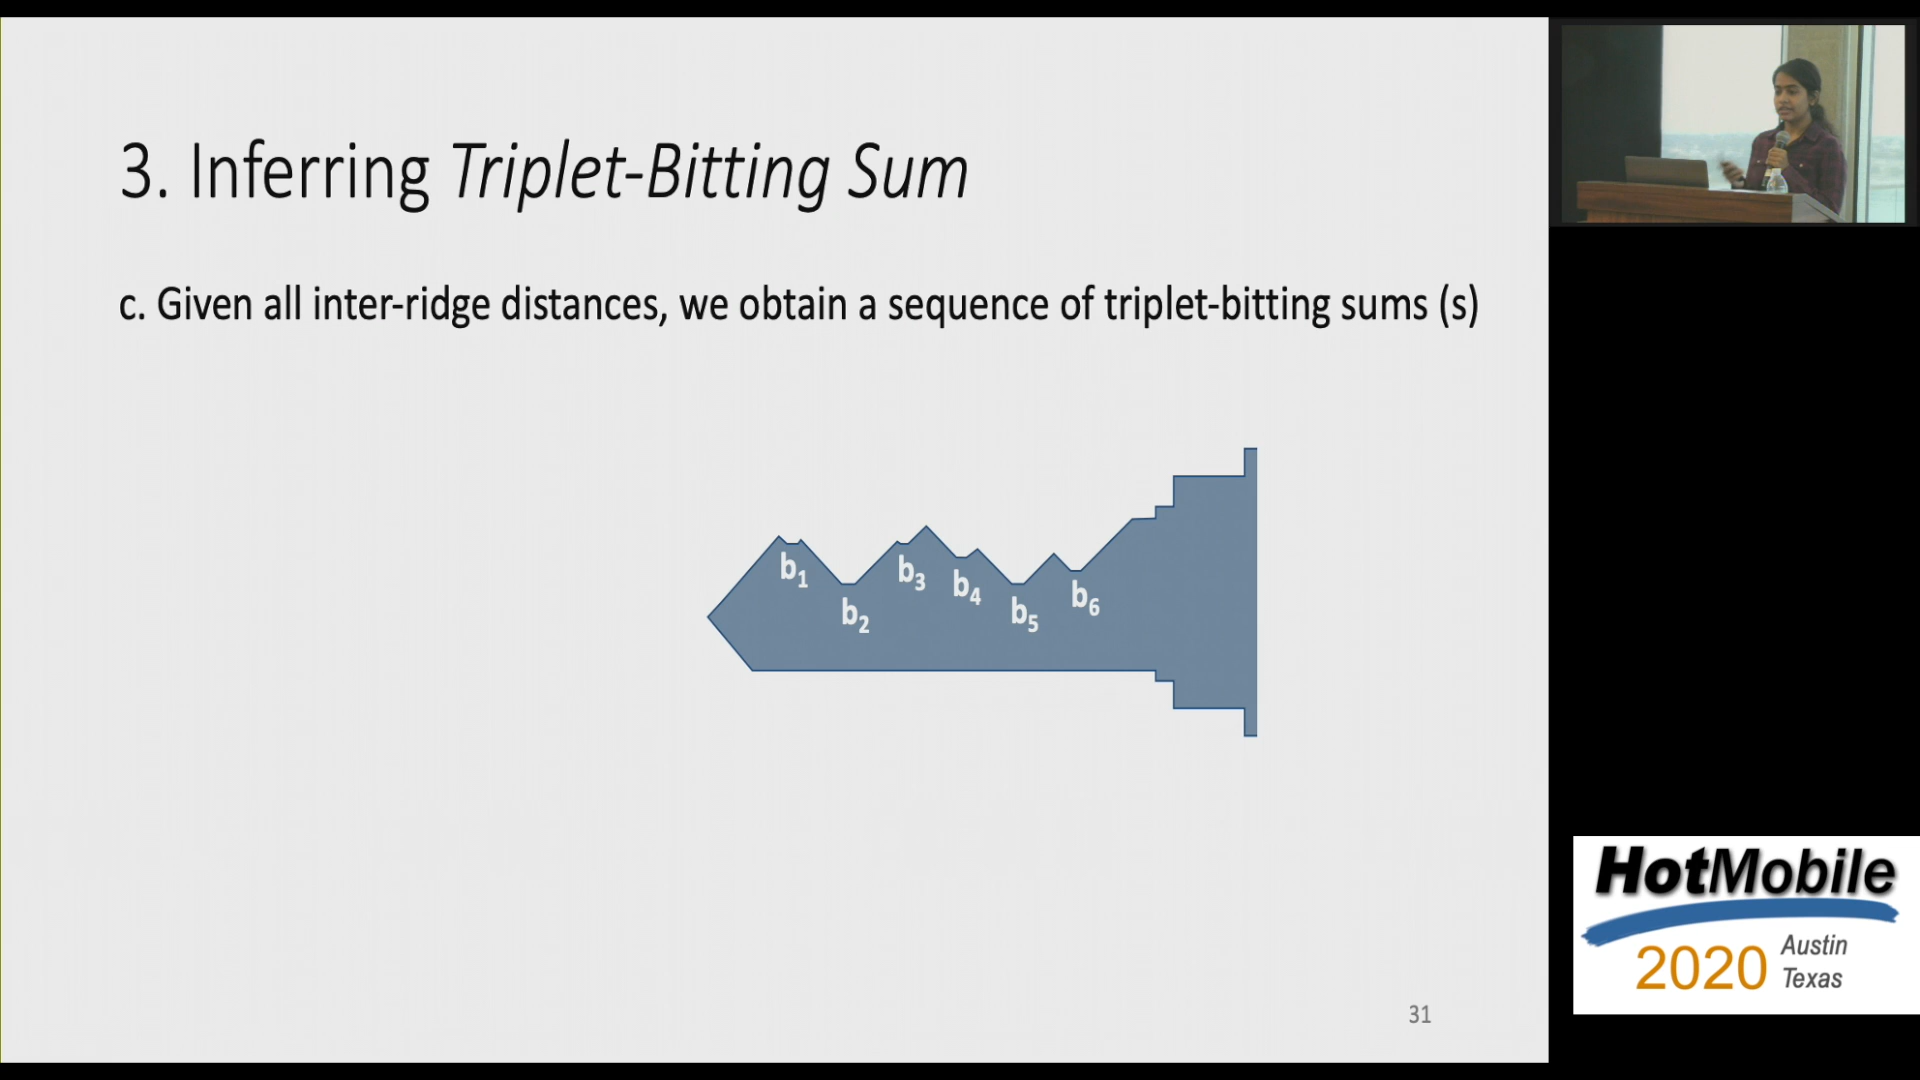 3. Inferring Triplet-Bitting Sum
c. Given all inter-ridge distances, we obtain a sequence of triplet-bitting sums (s)
b1
b2
b3
b4
b5
b6
31
HotMobile
2020 Austin
Texas